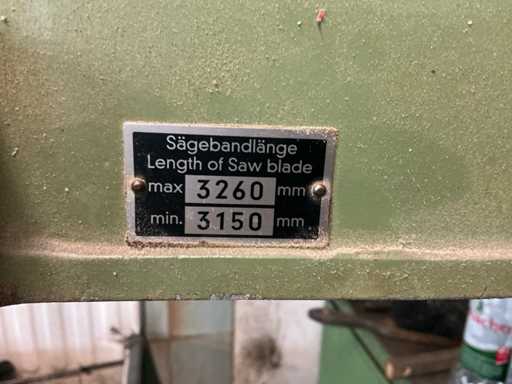 Sägebandlänge
Length of Saw blade
max 3260 mm
min. 3150 mm